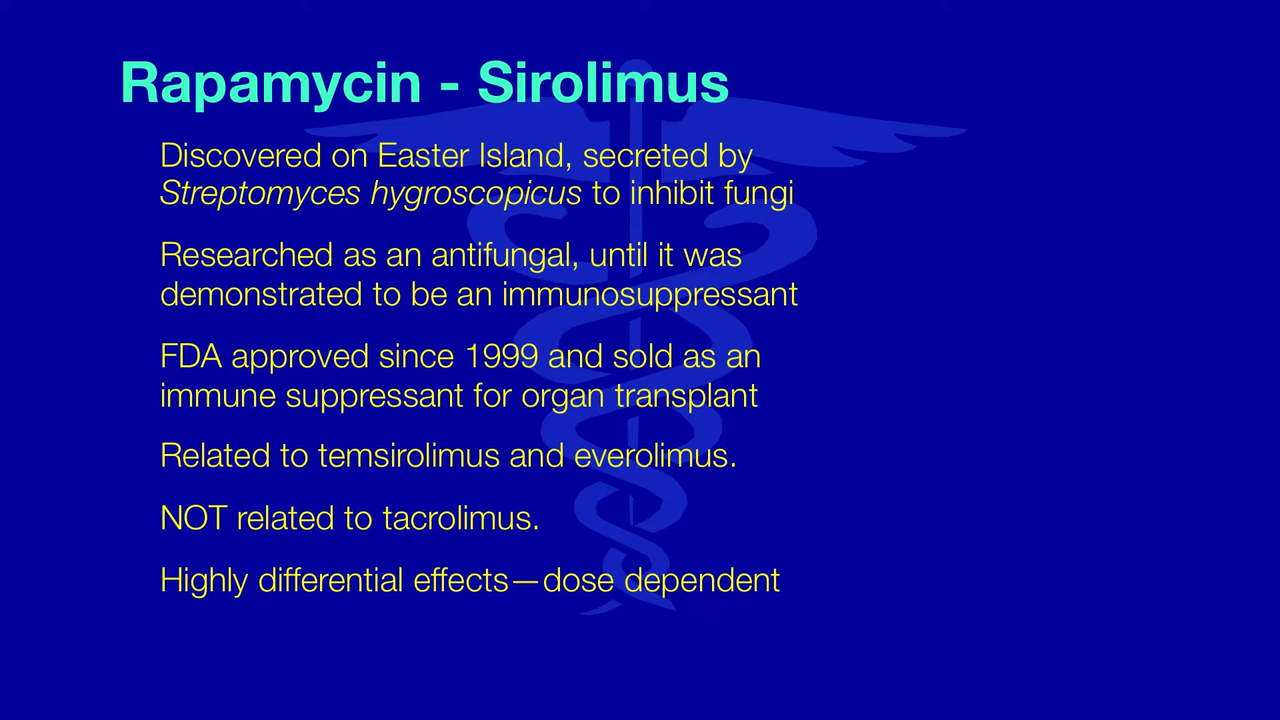 Rapamycin - Sirolimus
Discovered on Easter Island, secreted by
Streptomyces hygroscopicus to inhibit fungi
Researched as an antifungal, until it was
demonstrated to be an immunosuppressant
FDA approved since 1999 and sold as an
immune suppressant for organ transplant
Related to temsirolimus and everolimus.
NOT related to tacrolimus.
Highly differential effects—dose dependent